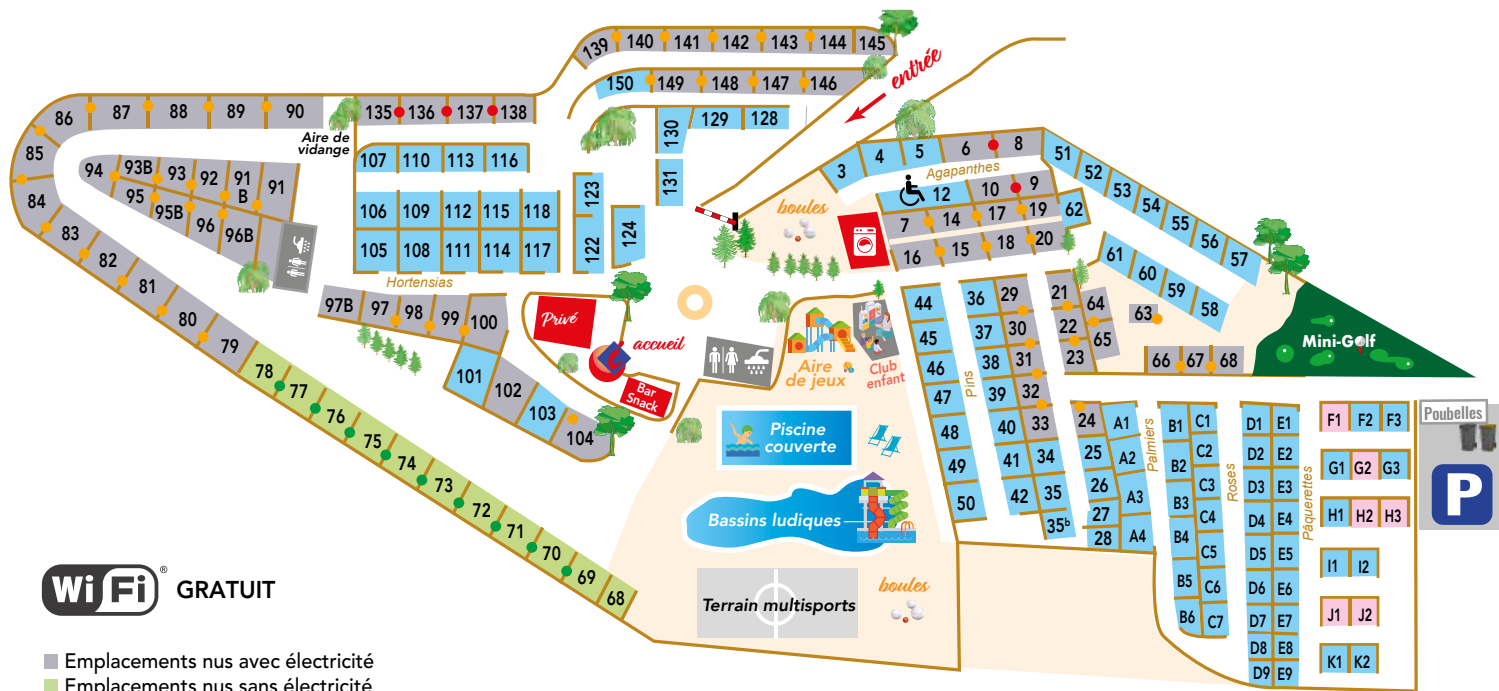 139 140 141 142 143 144 145
150 149 148 147 146
entrée
86 87 88 89 90
135 136 137 138
Aire de
vidange
130 129 128
131
85
84
83
82
81
80
79
94 93B 93 92 91
B
91
95 95B 96 96B
107 110 113 116
106 109 112 115 118
105 108 111 114 117
Hortensias
123
122
124
97B 97 98 99 100
101 102 103 104
Privé
accueil
Bar
Snack
boules
3 4 5 6 8
Agapanthes
12 10 9
7 14 17 19 62
16 15 18 20
51 52 53 54 55 56 57
61 60 59 58
63
66 67 68
Mini-Golf
Aire
de jeux
Club
enfant
44
45
46
47
48
49
50
Pins
36
37
38
39
40
41
42
29
30
31
32
33
34
35
35b
21
22
23
64
65
24
25
26
27
28
A1
A2
A3
A4
Palmiers
B1
B2
B3
B4
B5
B6
C1
C2
C3
C4
C5
C6
C7
Roses
D1 E1
D2 E2
D3 E3
D4 E4
D5 E5
D6 E6
D7 E7
D8 E8
D9 E9
Pâquerettes
F1 F2 F3
G1 G2 G3
H1 H2 H3
I1 I2
J1 J2
K1 K2
Poubelles
P
Piscine
couverte
Bassins ludiques
Terrain multisports
boules
78
77
76
75
74
73
72
71
70
69
68
WiFi ® GRATUIT
Emplacements nus avec électricité
Emplacements nus sans électricité